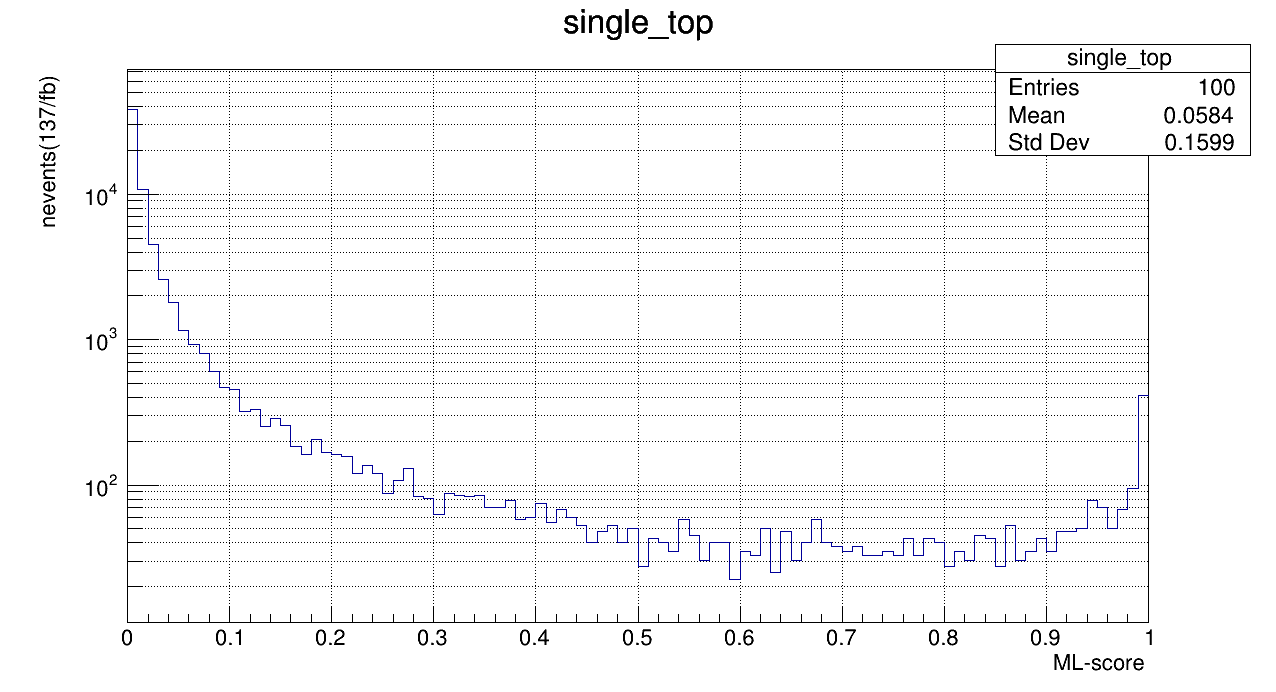 single_top
single_top
Entries 100
Mean 0.0584
Std Dev 0.1599
nevents(137/fb)
10^4
10^3
10^2
0 0.1 0.2 0.3 0.4 0.5 0.6 0.7 0.8 0.9 1
ML-score